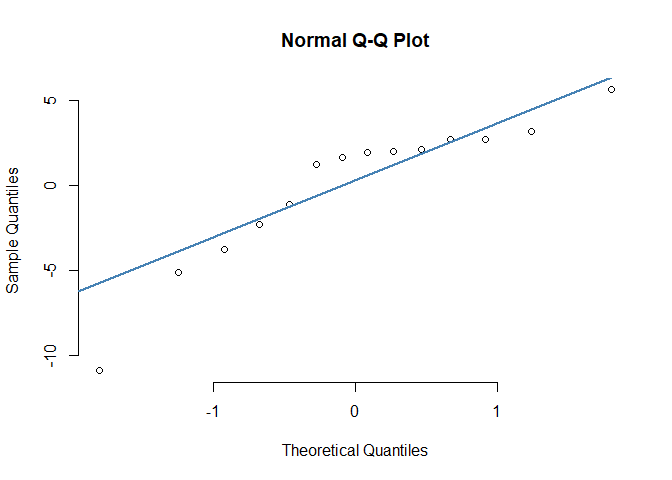 Normal Q-Q Plot
5
0
-5
-10
Sample Quantiles
-1 0 1
Theoretical Quantiles